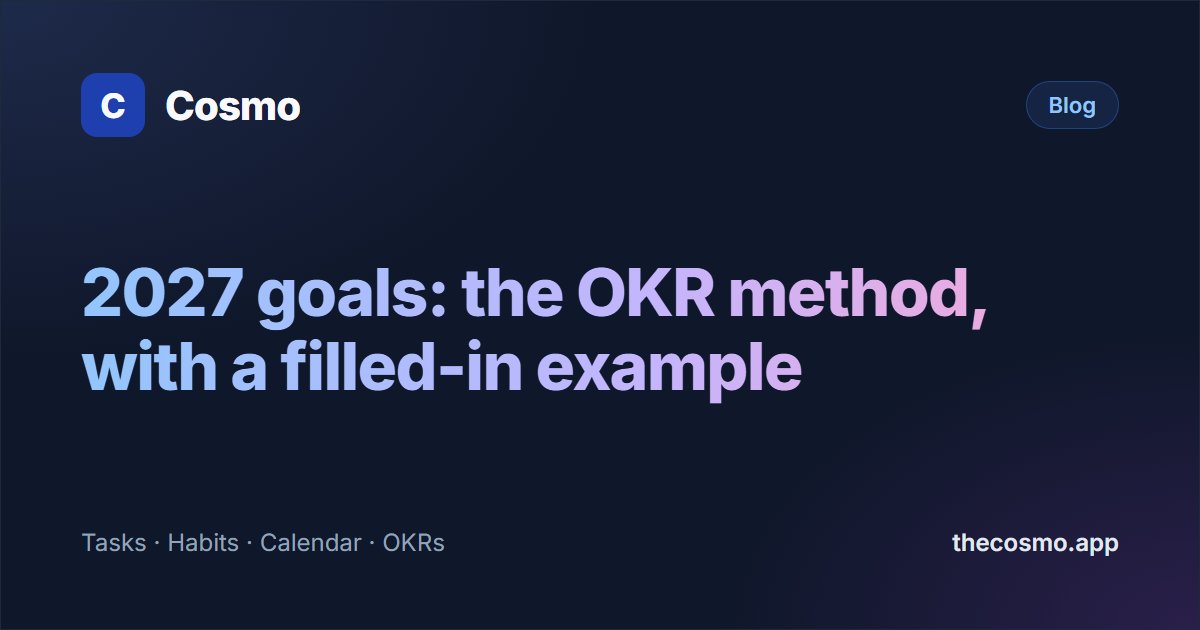 C Cosmo
Blog
2027 goals: the OKR method,
with a filled-in example
Tasks · Habits · Calendar · OKRs
thecosmo.app